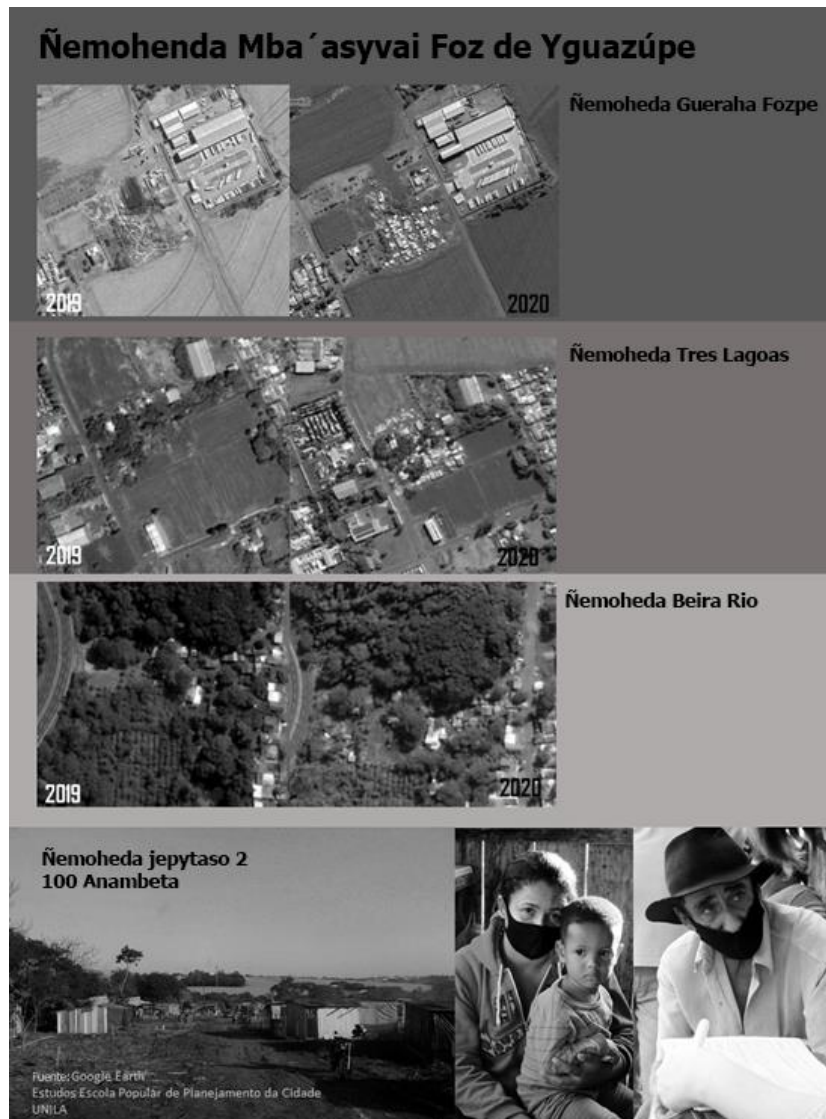 Ñemohenda Mba´asyvai Foz de Yguazúpe
Ñemoheda Gueraha Fozpe
2019
2020
Ñemoheda Tres Lagoas
2019
2020
Ñemoheda Beira Rio
2019
2020
Ñemoheda jepytaso 2
100 Anambeta
Fuente: Google Earth
Estudos Escola Popular de Planejamento da Cidade
UNILA